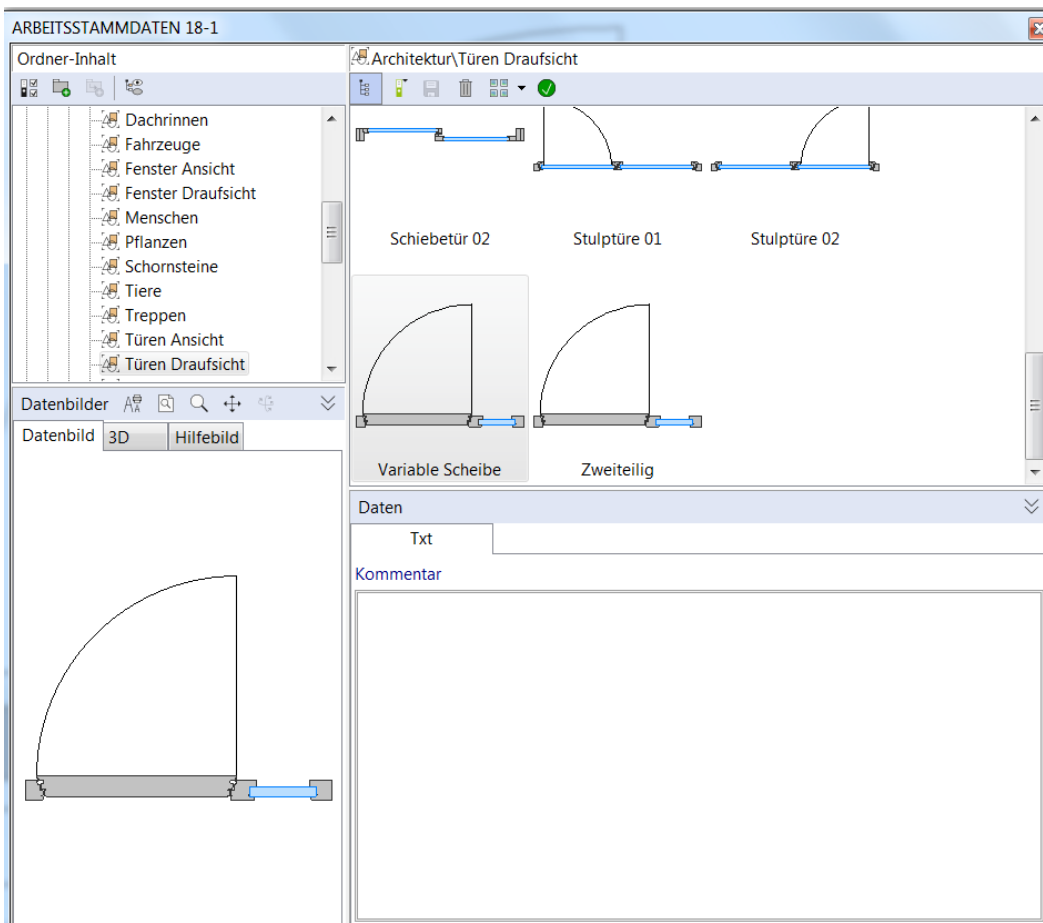 ARBEITSSTAMMDATEN 18-1
Ordner-Inhalt
Architektur\Türen Draufsicht
Dachrinnen
Fahrzeuge
Fenster Ansicht
Fenster Draufsicht
Menschen
Pflanzen
Schornsteine
Tiere
Treppen
Türen Ansicht
Türen Draufsicht
Schiebetür 02
Stulptüre 01
Stulptüre 02
Variable Scheibe
Zweiteilig
Datenbilder
Datenbild
3D
Hilfebild
Daten
Txt
Kommentar